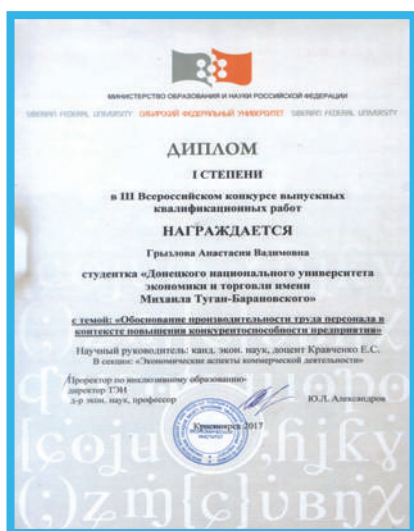 МИНИСТЕРСТВО ОБРАЗОВАНИЯ И НАУКИ РОССИЙСКОЙ ФЕДЕРАЦИИ
SIBERIAN FEDERAL UNIVERSITY СИБИРСКИЙ ФЕДЕРАЛЬНЫЙ УНИВЕРСИТЕТ SIBERIAN FEDERAL UNIVERSITY
ДИПЛОМ
I СТЕПЕНИ
в III Всероссийском конкурсе выпускных
квалификационных работ
НАГРАЖДАЕТСЯ
Грызлова Анастасия Вадимовна
студентка «Донецкого национального университета
экономики и торговли имени
Михаила Туган-Барановского»
с темой: «Обоснование производительности труда персонала в
контексте повышения конкурентоспособности предприятия»
Научный руководитель: канд. экон. наук, доцент Кравченко Е.С.
В секции: «Экономические аспекты коммерческой деятельности»
Проректор по инклюзивному образованию-
директор ТЭИ
д-р экон. наук, профессор Ю.Л. Александров
Красноярск 2017